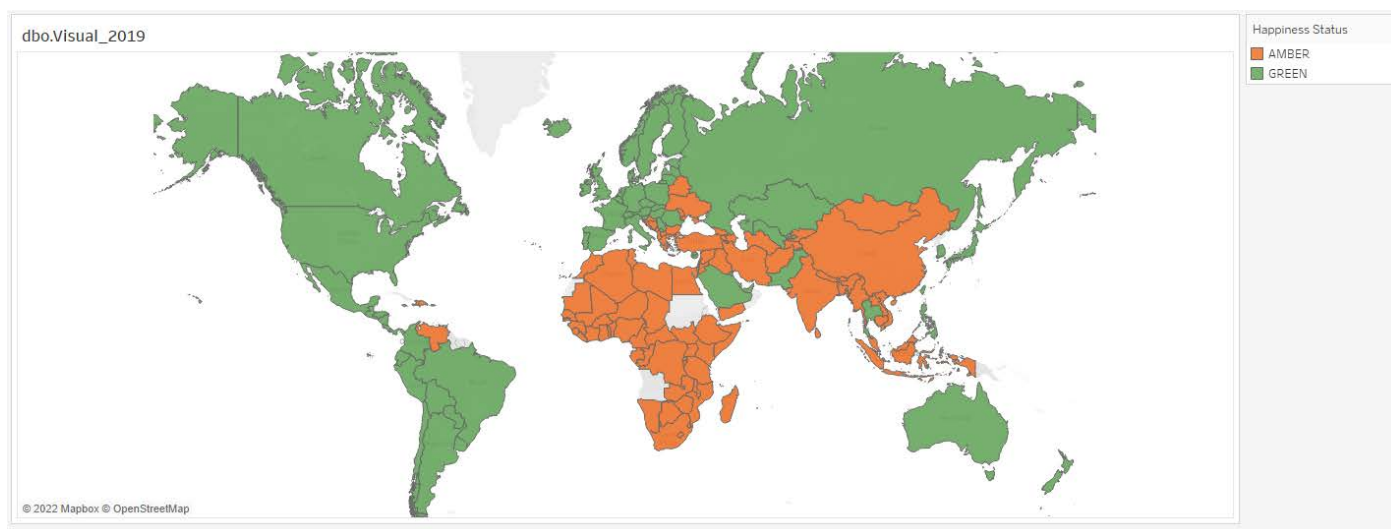 dbo.Visual_2019
Happiness Status
AMBER
GREEN
© 2022 Mapbox © OpenStreetMap